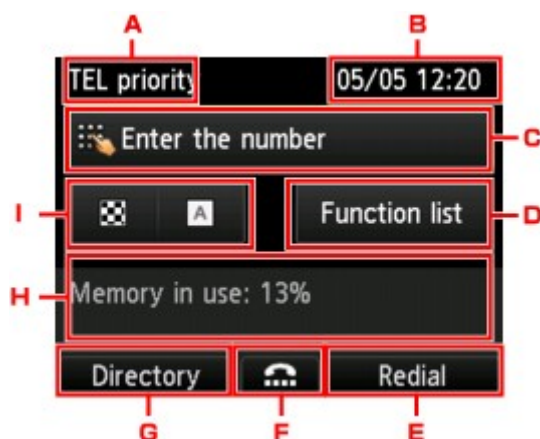 A B
TEL priority 05/05 12:20
Enter the number C
I A Function list D
H Memory in use: 13%
Directory Redial
G F E